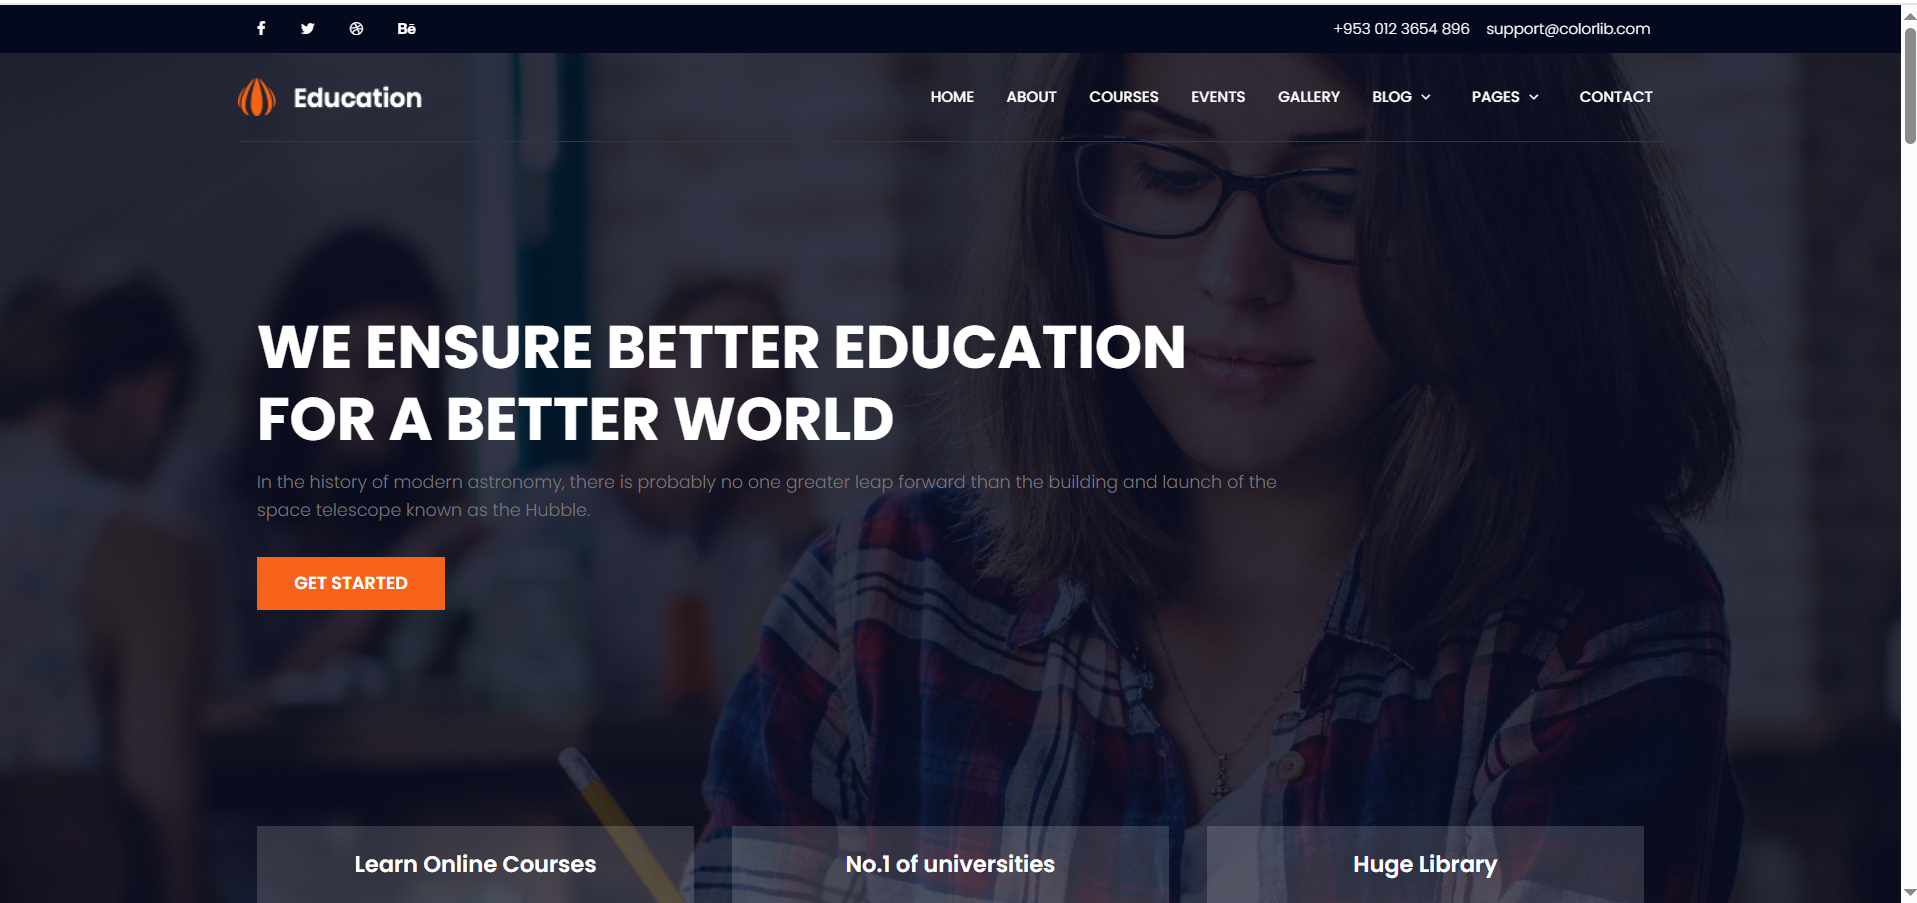 +953 012 3654 896 support@colorlib.com
Education
HOME ABOUT COURSES EVENTS GALLERY BLOG PAGES CONTACT
WE ENSURE BETTER EDUCATION
FOR A BETTER WORLD
In the history of modern astronomy, there is probably no one greater leap forward than the building and launch of the
space telescope known as the Hubble.
GET STARTED
Learn Online Courses
No.1 of universities
Huge Library